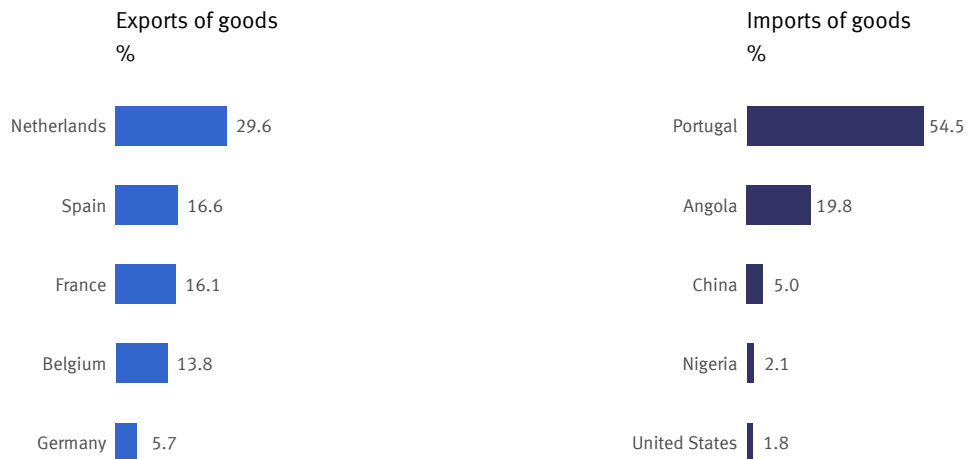 Exports of goods
%
Netherlands 29.6
Spain 16.6
France 16.1
Belgium 13.8
Germany 5.7
Imports of goods
%
Portugal 54.5
Angola 19.8
China 5.0
Nigeria 2.1
United States 1.8